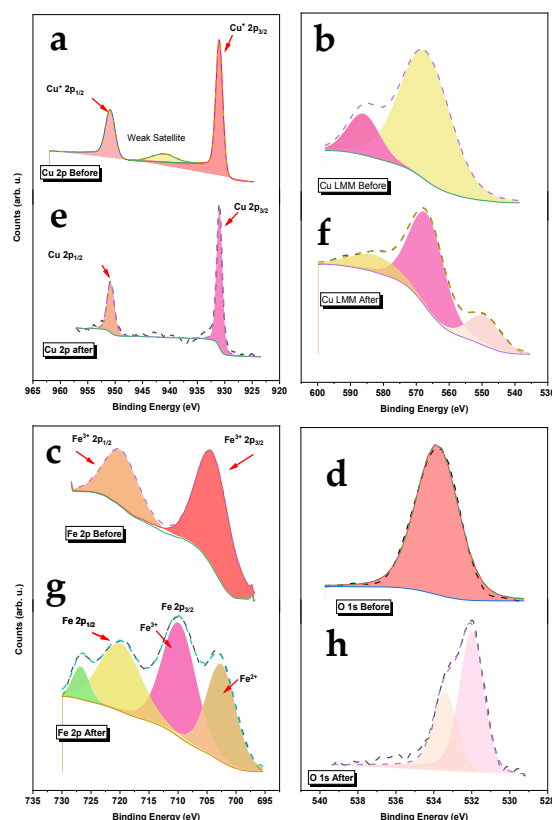 a
Cu⁺ 2p3/2
Cu⁺ 2p1/2
Weak Satellite
Cu 2p Before
e
Cu 2p3/2
Cu 2p1/2
Cu 2p after
Counts (arb. u.)
965 960 955 950 945 940 935 930 925 920
Binding Energy (eV)
b
Cu LMM Before
f
Cu LMM After
600 590 580 570 560 550 540 530
Binding Energy (eV)
c
Fe³⁺ 2p1/2
Fe³⁺ 2p3/2
Fe 2p Before
g
Fe 2p3/2
Fe 2p1/2
Fe³⁺
Fe²⁺
Fe 2p After
Counts (arb. u.)
735 730 725 720 715 710 705 700 695
Binding Energy (eV)
d
O 1s Before
h
O 1s After
540 538 536 534 532 530 528
Binding Energy (eV)